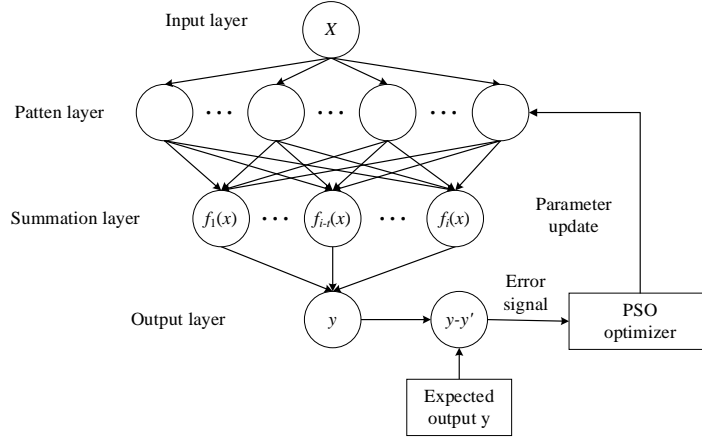 Input layer
X
Patten layer
... ... ...
Summation layer
f₁(x) ... fᵢ₋ₜ(x) ... fᵢ(x)
Parameter
update
Error
signal
Output layer
y
y-y'
PSO
optimizer
Expected
output y